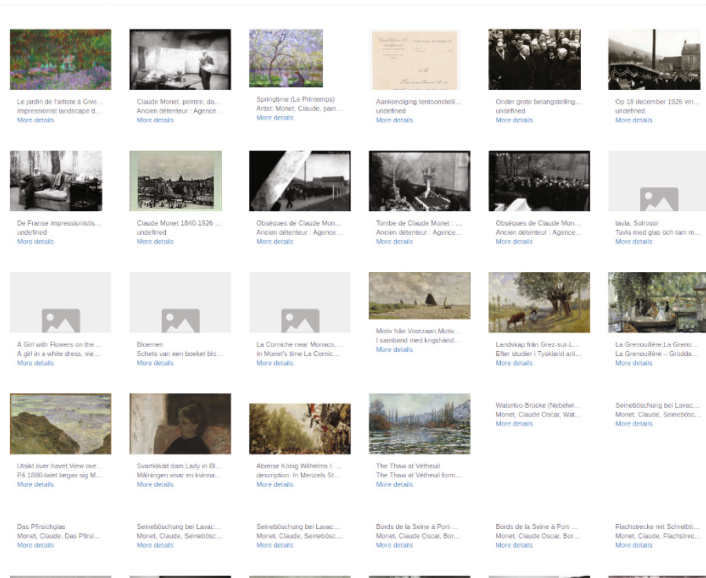 Le jardin de l'artiste à Give...
Impressionist landscape d...
More details
Claude Monet, peintre, da...
Ancien détenteur : Agence...
More details
Springtime (Le Printemps)
Artist: Monet, Claude, pain...
More details
Aankondiging tentoonstelli...
undefined
More details
Onder grote belangstelling...
undefined
More details
Op 18 december 1926 vin...
undefined
More details
De Franse impressionistis...
undefined
More details
Claude Monet 1840-1926 ...
undefined
More details
Obsèques de Claude Mon...
Ancien détenteur : Agence...
More details
Tombe de Claude Monet : ...
Ancien détenteur : Agence...
More details
Obsèques de Claude Mon...
Ancien détenteur : Agence...
More details
tavla, Solrosor
Tavla med glas och ram m...
More details
A Girl with Flowers on the ...
A girl in a white dress, vie...
More details
Bloemen
Schets van een boeket blo...
More details
La Corniche near Monaco...
In Monet's time La Cornic...
More details
Motiv från Voorzaan,Motiv...
I samband med krigshänd...
More details
Landskap från Grez-sur-L...
Efter studier i Tyskland anl...
More details
La Grenouillère,La Greno...
La Grenouillère – Grodda...
More details
Utsikt över havet,View ove...
På 1880-talet begav sig M...
More details
Svartklädd dam,Lady in Bl...
Målningen visar en kvinna...
More details
Abreise König Wilhelms I. ...
description: In Menzels St...
More details
The Thaw at Vétheuil
The Thaw at Vétheuil form...
More details
Waterloo-Brücke (Nebelwi...
Monet, Claude Oscar, Wat...
More details
Seineböschung bei Lavac...
Monet, Claude, Seinebösc...
More details
Das Pfirsichglas
Monet, Claude, Das Pfirsi...
More details
Seineböschung bei Lavac...
Monet, Claude, Seinebösc...
More details
Seineböschung bei Lavac...
Monet, Claude, Seinebösc...
More details
Bords de la Seine à Port-...
Monet, Claude Oscar, Bor...
More details
Bords de la Seine à Port-...
Monet, Claude Oscar, Bor...
More details
Flachstrecke mit Schreibti...
Monet, Claude, Flachstrec...
More details